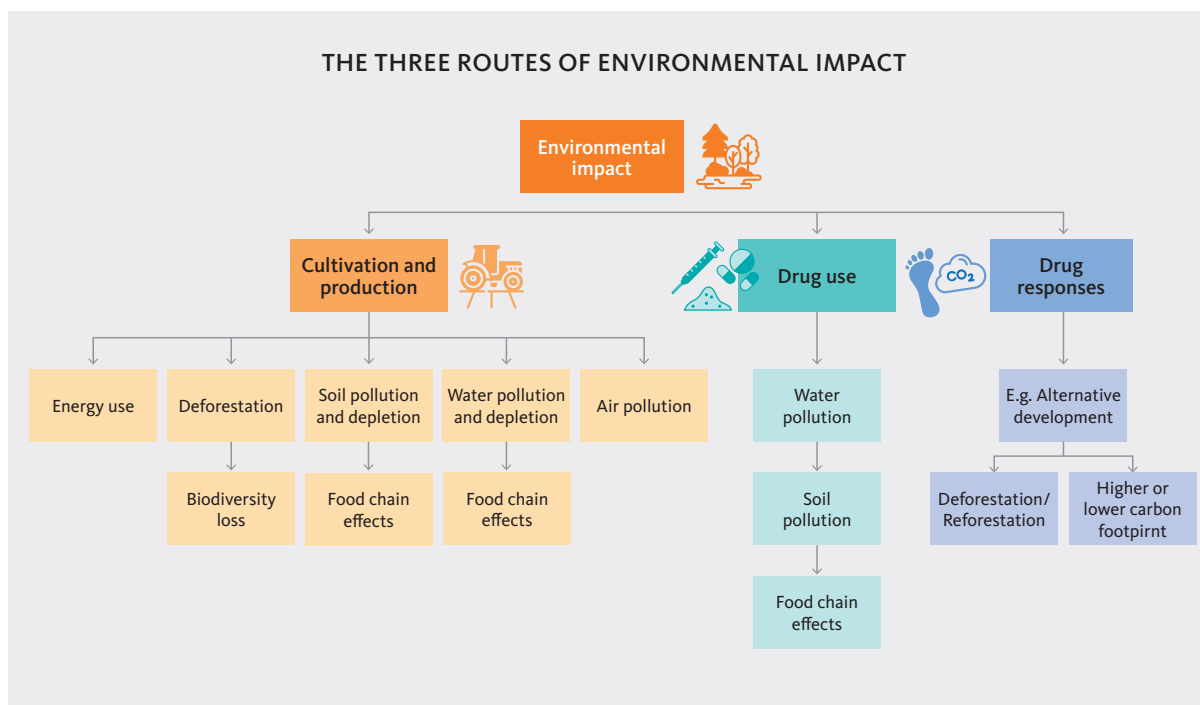 THE THREE ROUTES OF ENVIRONMENTAL IMPACT
Environmental
impact
Cultivation and
production
Drug use
CO2
Drug
responses
Energy use
Deforestation
Soil pollution
and depletion
Water pollution
and depletion
Air pollution
Water
pollution
E.g. Alternative
development
Biodiversity
loss
Food chain
effects
Food chain
effects
Soil
pollution
Deforestation/
Reforestation
Higher or
lower carbon
footpirnt
Food chain
effects